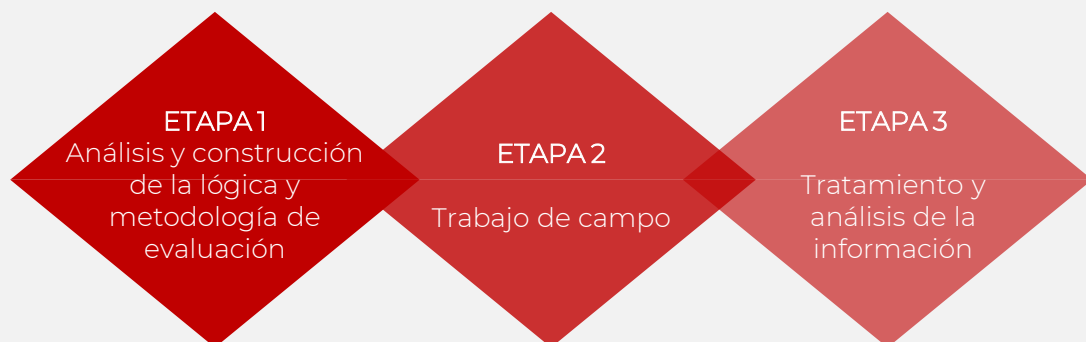 ETAPA 1
Análisis y construcción
de la lógica y
metodología de
evaluación
ETAPA 2
Trabajo de campo
ETAPA 3
Tratamiento y
análisis de la
información